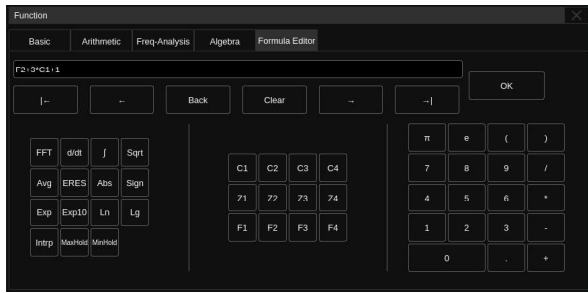 Function
Basic Arithmetic Freq-Analysis Algebra Formula Editor
F2+3*C1+1
OK
|← ← Back Clear → →|
π e ( )
FFT d/dt ∫ Sqrt
C1 C2 C3 C4
7 8 9 /
Avg ERES Abs Sign
Z1 Z2 Z3 Z4
4 5 6 *
Exp Exp10 Ln Lg
F1 F2 F3 F4
1 2 3 -
Intrp MaxHold MinHold
0 . +